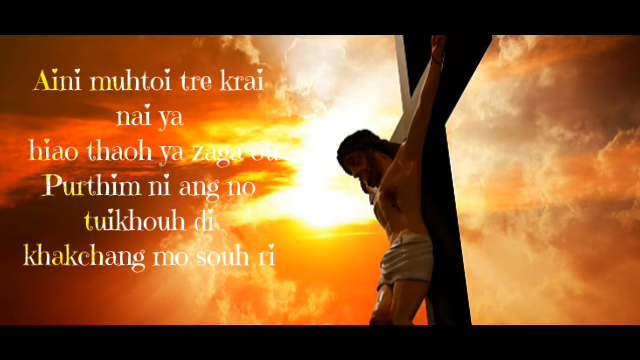 Aini muhtoi tre krai
nai ya
hiao thaoh ya zaga ou
Purthim ni ang no
tuikhouh di
khakchang mo souh ri